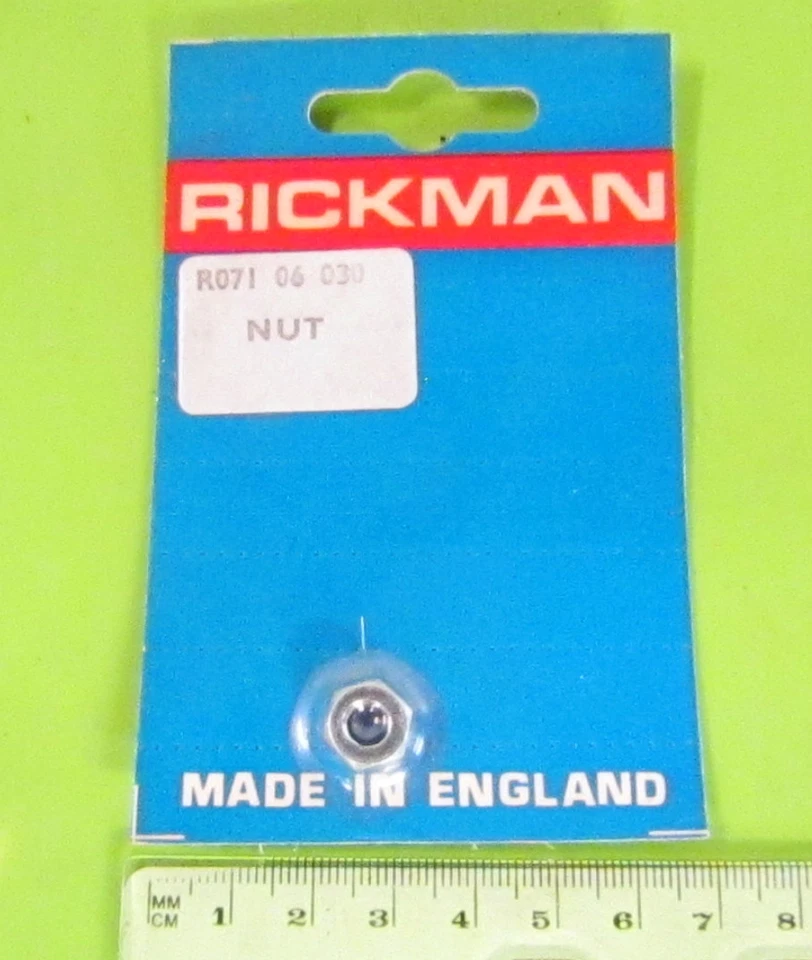 RICKMAN
R071 06 030
NUT
MADE IN ENGLAND
MM
CM 1 2 3 4 5 6 7 8